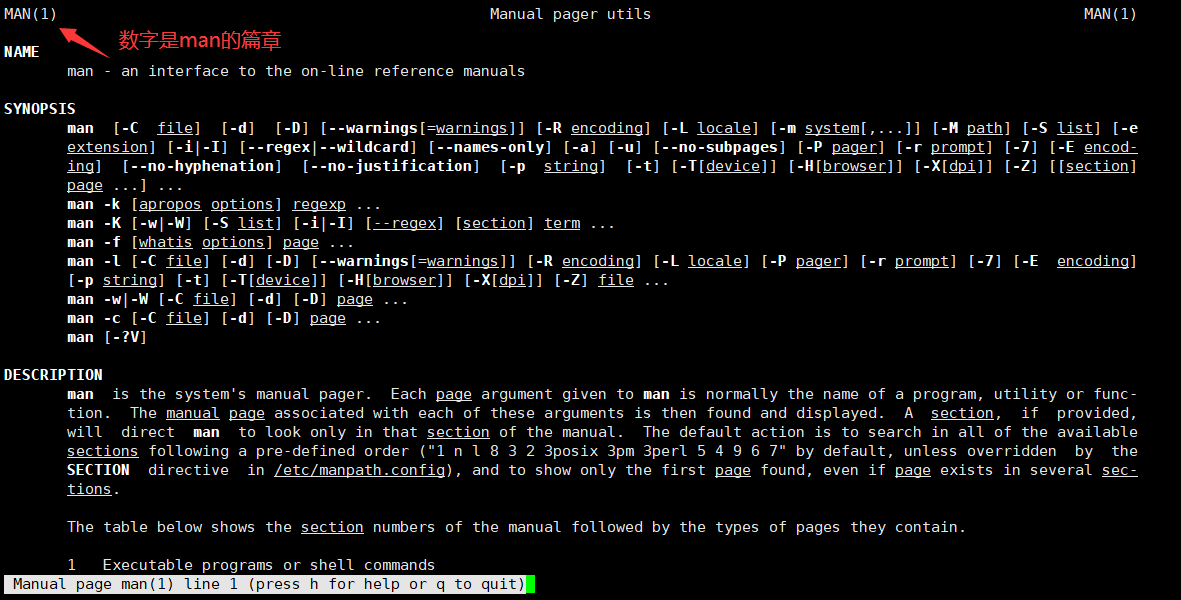 MAN(1) Manual pager utils MAN(1)
数字是man的篇章
NAME
man - an interface to the on-line reference manuals
SYNOPSIS
man [-C file] [-d] [-D] [--warnings[=warnings]] [-R encoding] [-L locale] [-m system[,...]] [-M path] [-S list] [-e
extension] [-i|-I] [--regex|--wildcard] [--names-only] [-a] [-u] [--no-subpages] [-P pager] [-r prompt] [-7] [-E encod-
ing] [--no-hyphenation] [--no-justification] [-p string] [-t] [-T[device]] [-H[browser]] [-X[dpi]] [-Z] [[section]
page ...] ...
man -k [apropos options] regexp ...
man -K [-w|-W] [-S list] [-i|-I] [--regex] [section] term ...
man -f [whatis options] page ...
man -l [-C file] [-d] [-D] [--warnings[=warnings]] [-R encoding] [-L locale] [-P pager] [-r prompt] [-7] [-E encoding]
[-p string] [-t] [-T[device]] [-H[browser]] [-X[dpi]] [-Z] file ...
man -w|-W [-C file] [-d] [-D] page ...
man -c [-C file] [-d] [-D] page ...
man [-?V]
DESCRIPTION
man is the system's manual pager. Each page argument given to man is normally the name of a program, utility or func-
tion. The manual page associated with each of these arguments is then found and displayed. A section, if provided,
will direct man to look only in that section of the manual. The default action is to search in all of the available
sections following a pre-defined order ("1 n l 8 3 2 3posix 3pm 3perl 5 4 9 6 7" by default, unless overridden by the
SECTION directive in /etc/manpath.config), and to show only the first page found, even if page exists in several sec-
tions.
The table below shows the section numbers of the manual followed by the types of pages they contain.
1 Executable programs or shell commands
Manual page man(1) line 1 (press h for help or q to quit)